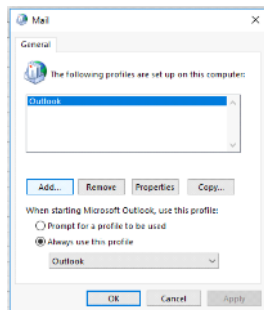 Mail
General
The following profiles are set up on this computer:
Outlook
Add... Remove Properties Copy...
When starting Microsoft Outlook, use this profile:
Prompt for a profile to be used
Always use this profile
Outlook
OK Cancel Apply